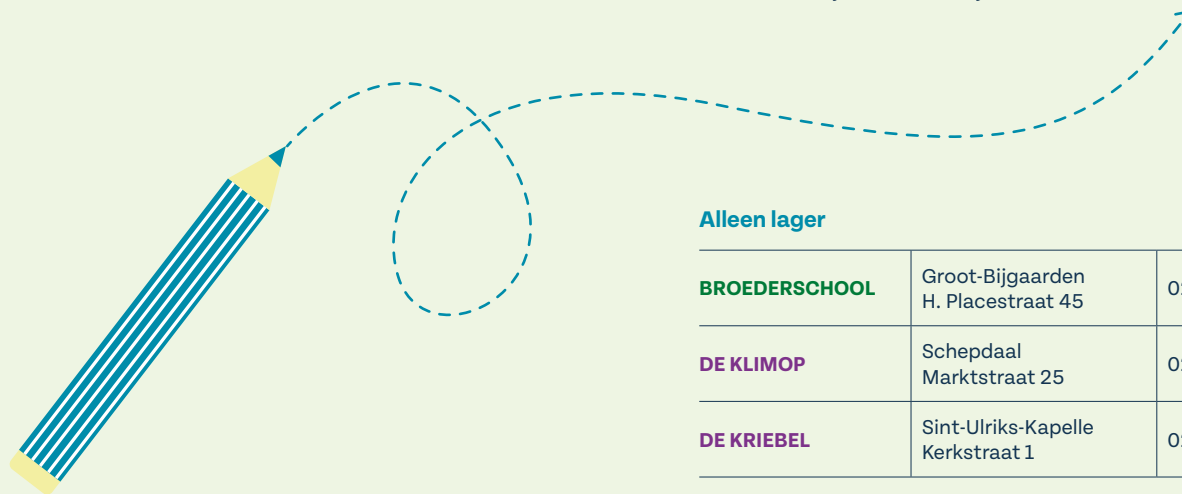 Alleen lager
BROEDERSCHOOL
Groot-Bijgaarden
H. Placestraat 45
DE KLIMOP
Schepdaal
Marktstraat 25
DE KRIEBEL
Sint-Ulriks-Kapelle
Kerkstraat 1